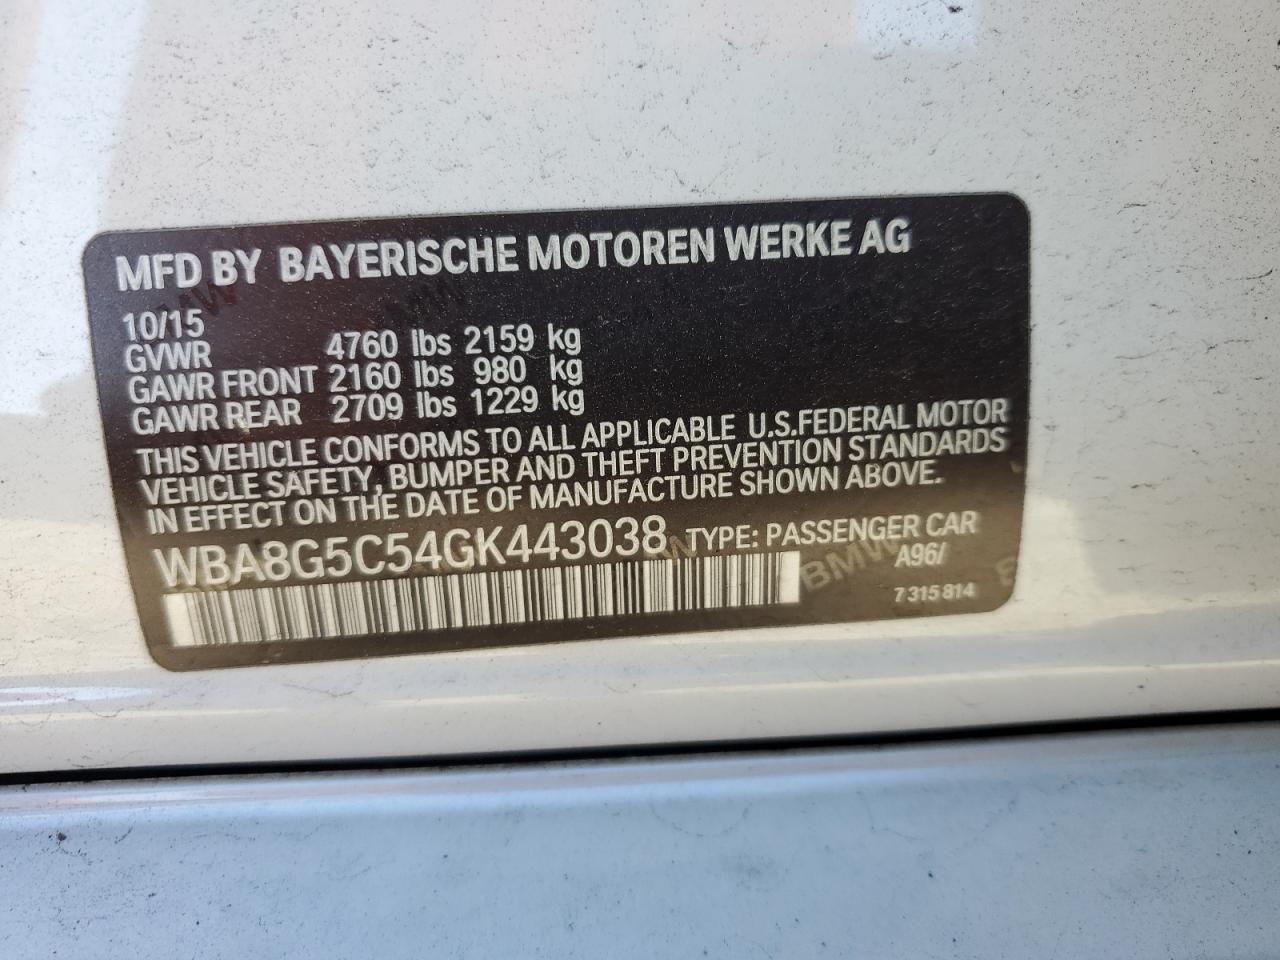 MFD BY BAYERISCHE MOTOREN WERKE AG
10/15
GVWR 4760 lbs 2159 kg
GAWR FRONT 2160 lbs 980 kg
GAWR REAR 2709 lbs 1229 kg
THIS VEHICLE CONFORMS TO ALL APPLICABLE U.S.FEDERAL MOTOR
VEHICLE SAFETY, BUMPER AND THEFT PREVENTION STANDARDS
IN EFFECT ON THE DATE OF MANUFACTURE SHOWN ABOVE.
WBA8G5C54GK443038 TYPE: PASSENGER CAR
A96/
BMW
7 315 814